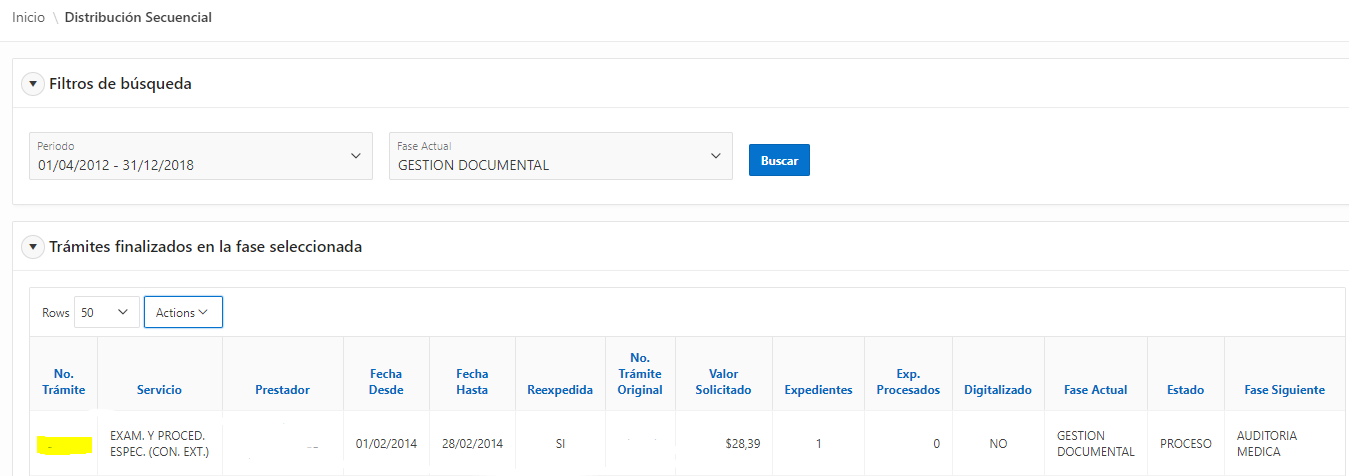 Inicio \ Distribución Secuencial
Filtros de búsqueda
Periodo
01/04/2012 - 31/12/2018
Fase Actual
GESTION DOCUMENTAL
Buscar
Trámites finalizados en la fase seleccionada
Rows 50 Actions
No. Trámite Servicio Prestador Fecha Desde Fecha Hasta Reexpedida No. Trámite Original Valor Solicitado Expedientes Exp. Procesados Digitalizado Fase Actual Estado Fase Siguiente
EXAM. Y PROCED. ESPEC. (CON. EXT.) 01/02/2014 28/02/2014 SI $28,39 1 0 NO GESTION DOCUMENTAL PROCESO AUDITORIA MEDICA